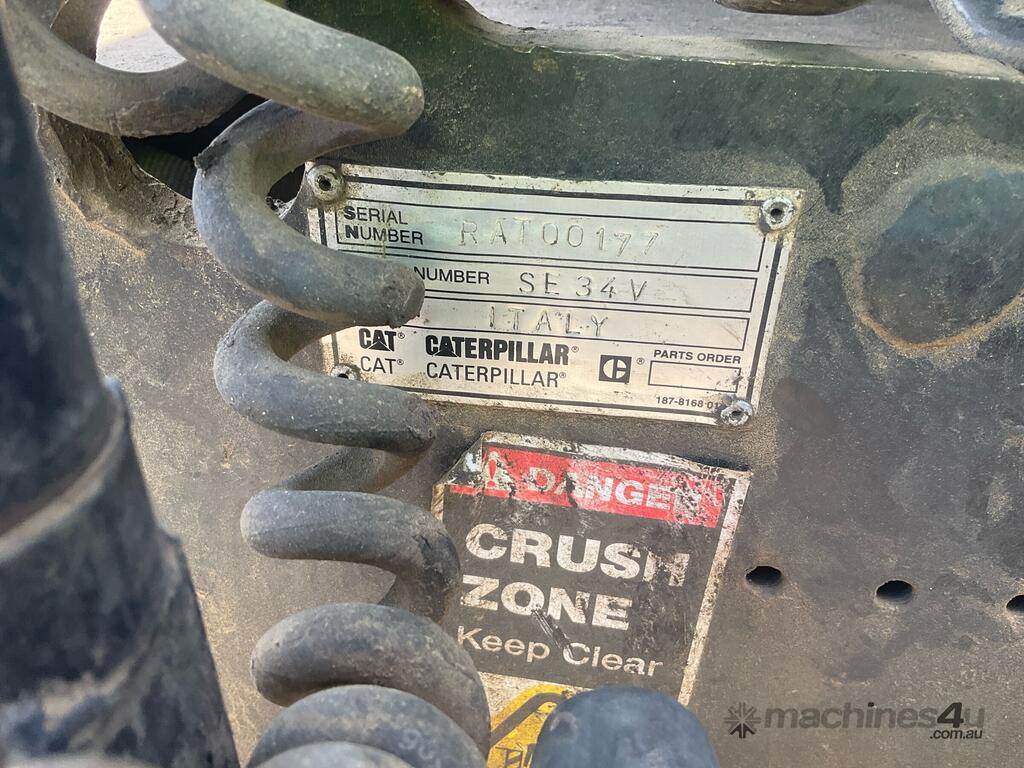 SERIAL
NUMBER RAT00177
NUMBER SE34V
ITALY
CAT® CATERPILLAR® ®
CAT® CATERPILLAR®
PARTS ORDER
187-8168
DANGER
CRUSH
ZONE
Keep Clear
machines4u
.com.au